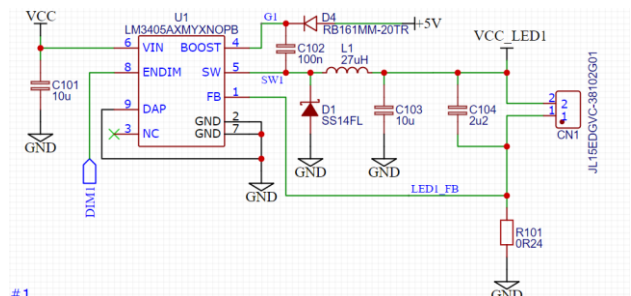 VCC
U1
LM3405AXMYXNOPB
G1
D4
RB161MM-20TR
+5V
6 VIN BOOST 4
C102
100n
L1
27uH
VCC_LED1
8 ENDIM SW 5
SW1
C101
10u
FB 1
9 DAP
GND 2
3 NC GND 7
D1
SS14FL
C103
10u
C104
2u2
2 2
1 1
CN1
JL15EDGVC-38102G01
GND
GND
GND
GND
DIM1
LED1_FB
R101
0R24
GND
#1